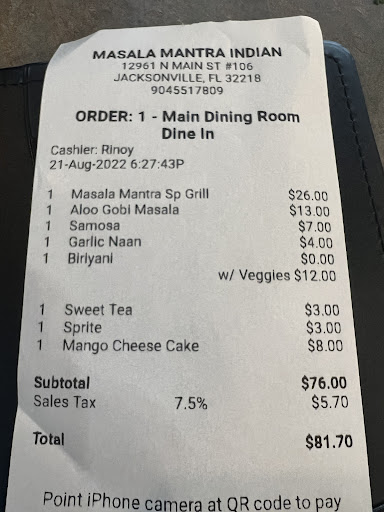 MASALA MANTRA INDIAN
12961 N MAIN ST #106
JACKSONVILLE, FL 32218
9045517809
ORDER: 1 - Main Dining Room
Dine In
Cashier: Rinoy
21-Aug-2022 6:27:43P
1 Masala Mantra Sp Grill $26.00
1 Aloo Gobi Masala $13.00
1 Samosa $7.00
1 Garlic Naan $4.00
1 Biriyani $0.00
w/ Veggies $12.00
1 Sweet Tea $3.00
1 Sprite $3.00
1 Mango Cheese Cake $8.00
Subtotal $76.00
Sales Tax 7.5% $5.70
Total $81.70
Point iPhone camera at QR code to pay